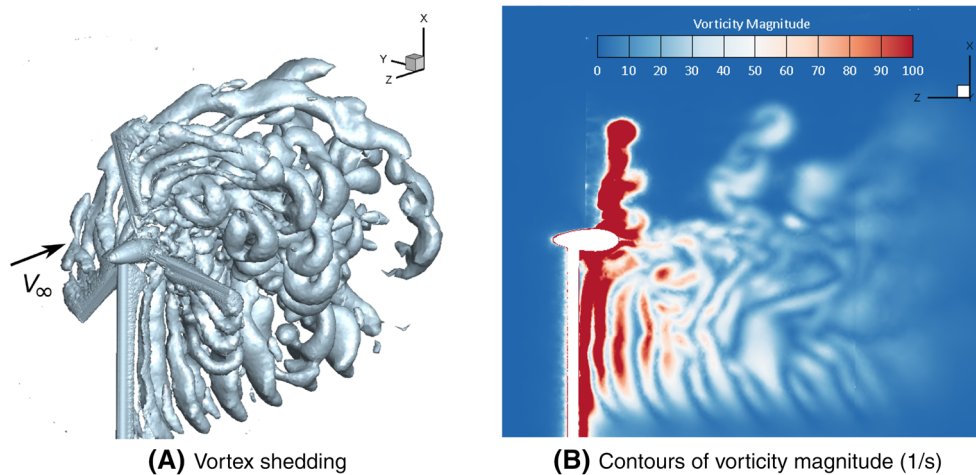 X
Y
Z
V∞
(A) Vortex shedding
Vorticity Magnitude
0 10 20 30 40 50 60 70 80 90 100
X
Z
Y
(B) Contours of vorticity magnitude (1/s)